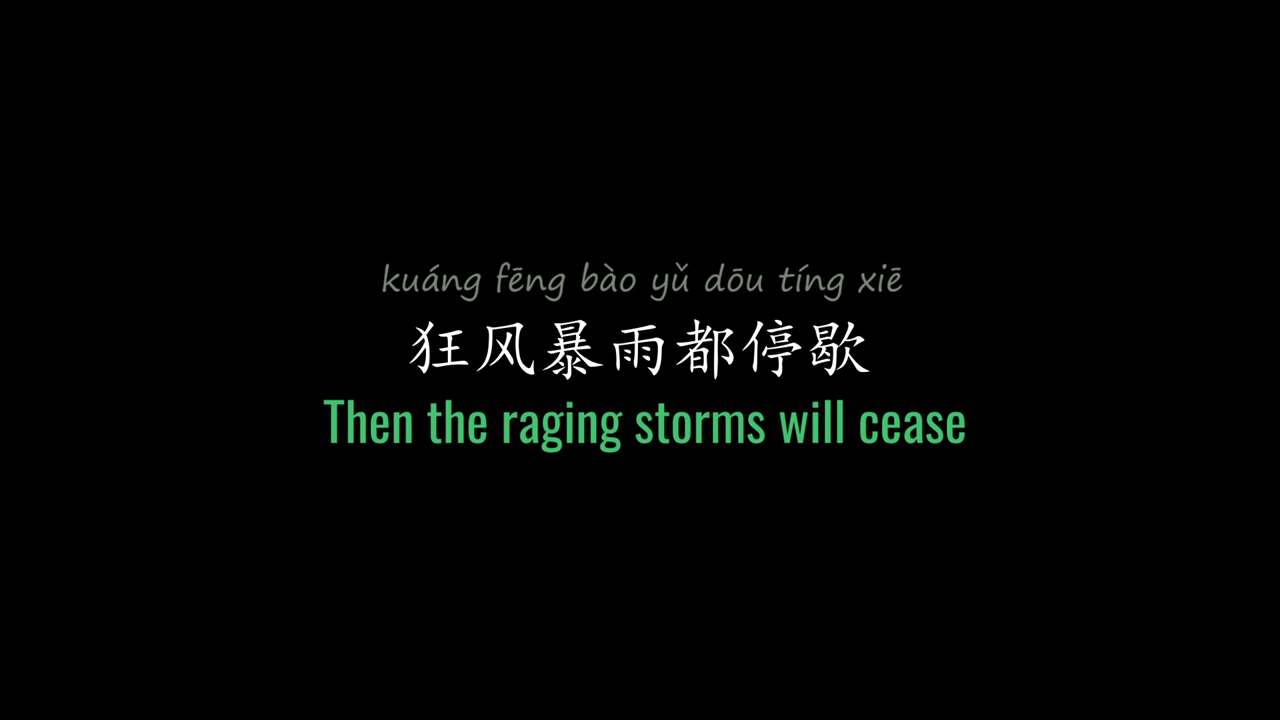 kuáng fēng bào yǔ dōu tíng xiē
狂风暴雨都停歇
Then the raging storms will cease